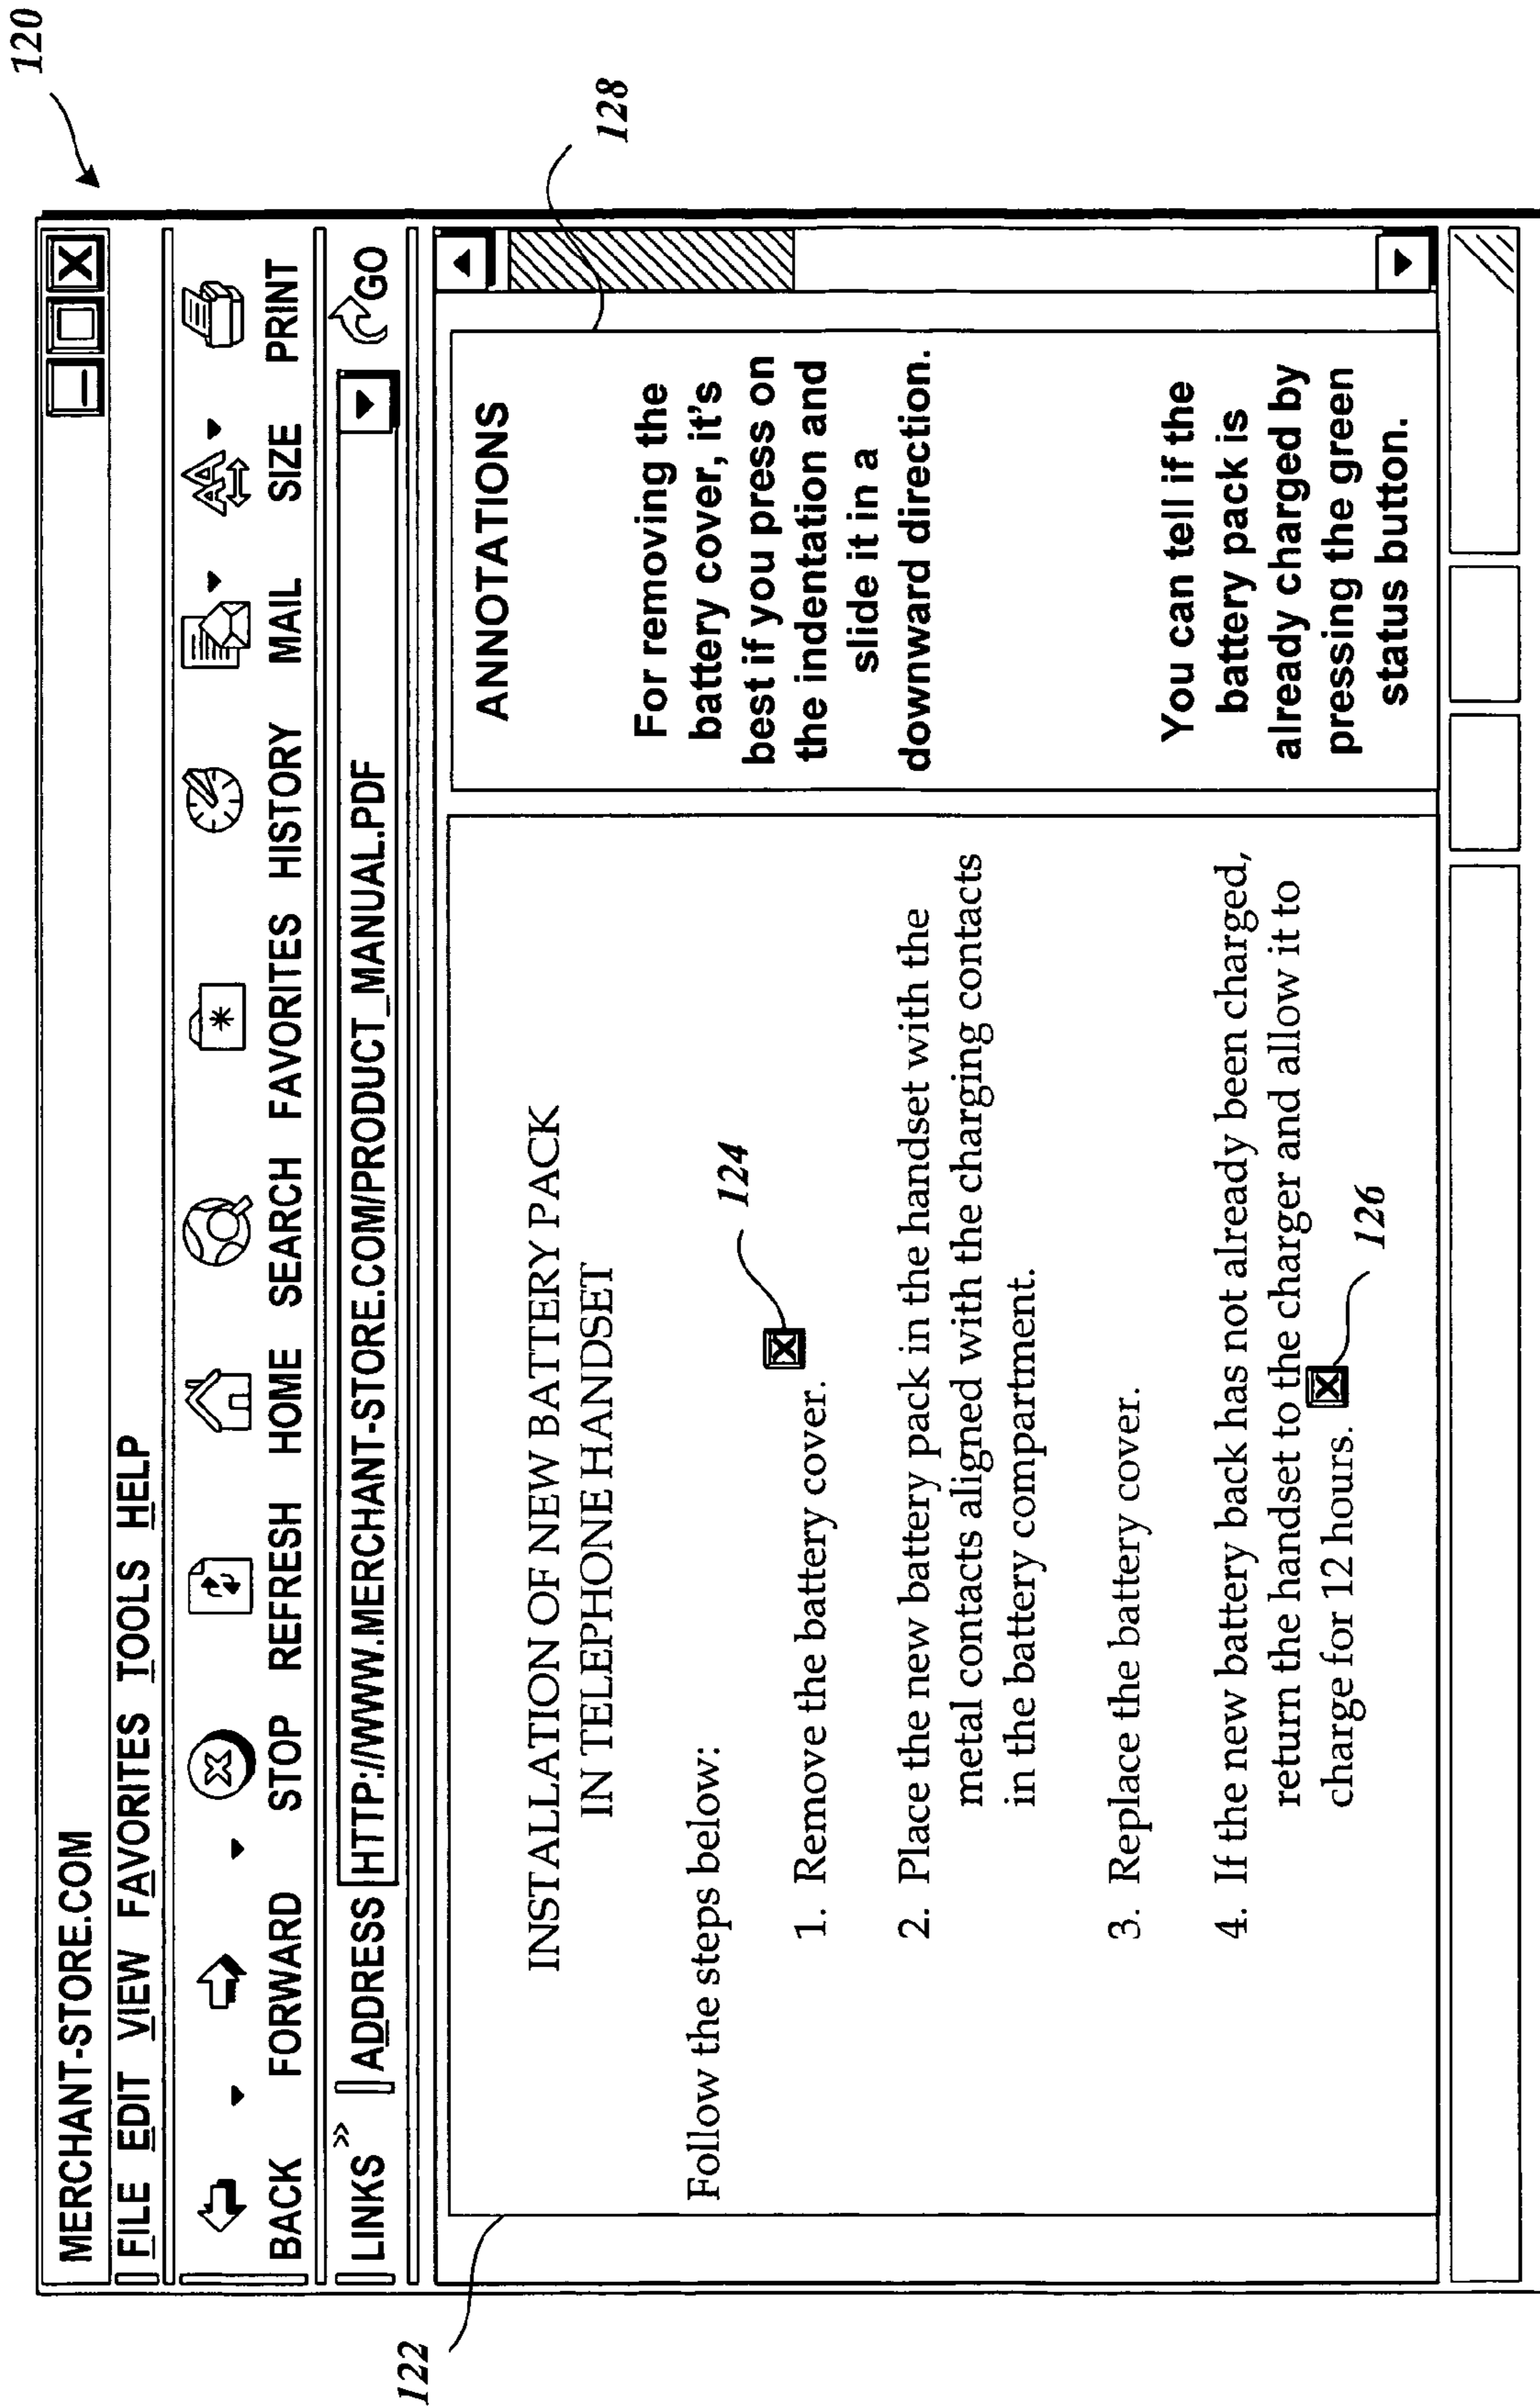 120
MERCHANT-STORE.COM
FILE EDIT VIEW FAVORITES TOOLS HELP
BACK FORWARD STOP REFRESH HOME SEARCH FAVORITES HISTORY MAIL SIZE PRINT
LINKS » ADDRESS HTTP://WWW.MERCHANT-STORE.COM/PRODUCT_MANUAL.PDF GO
122
INSTALLATION OF NEW BATTERY PACK
IN TELEPHONE HANDSET
Follow the steps below:
124
1. Remove the battery cover.
2. Place the new battery pack in the handset with the
metal contacts aligned with the charging contacts
in the battery compartment.
3. Replace the battery cover.
4. If the new battery back has not already been charged,
return the handset to the charger and allow it to
charge for 12 hours.
126
128
ANNOTATIONS
For removing the
battery cover, it's
best if you press on
the indentation and
slide it in a
downward direction.
You can tell if the
battery pack is
already charged by
pressing the green
status button.